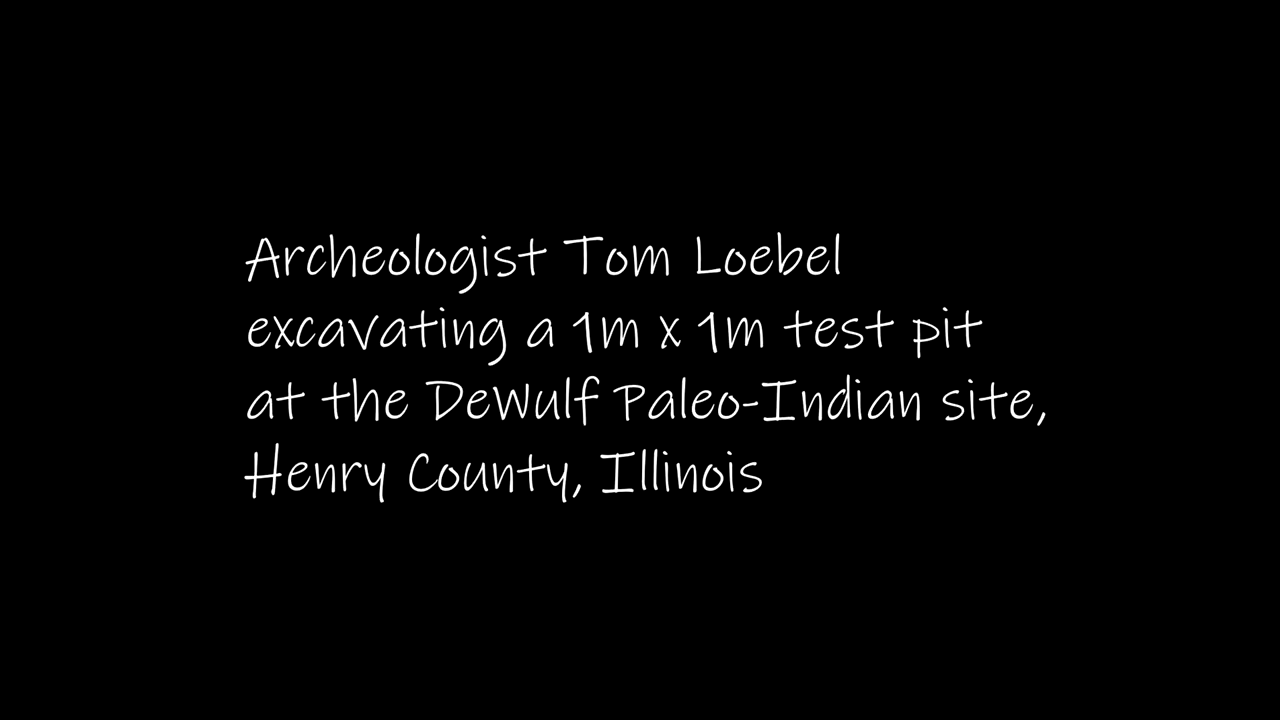 Archeologist Tom Loebel
excavating a 1m x 1m test pit
at the DeWulf Paleo-Indian site,
Henry County, Illinois